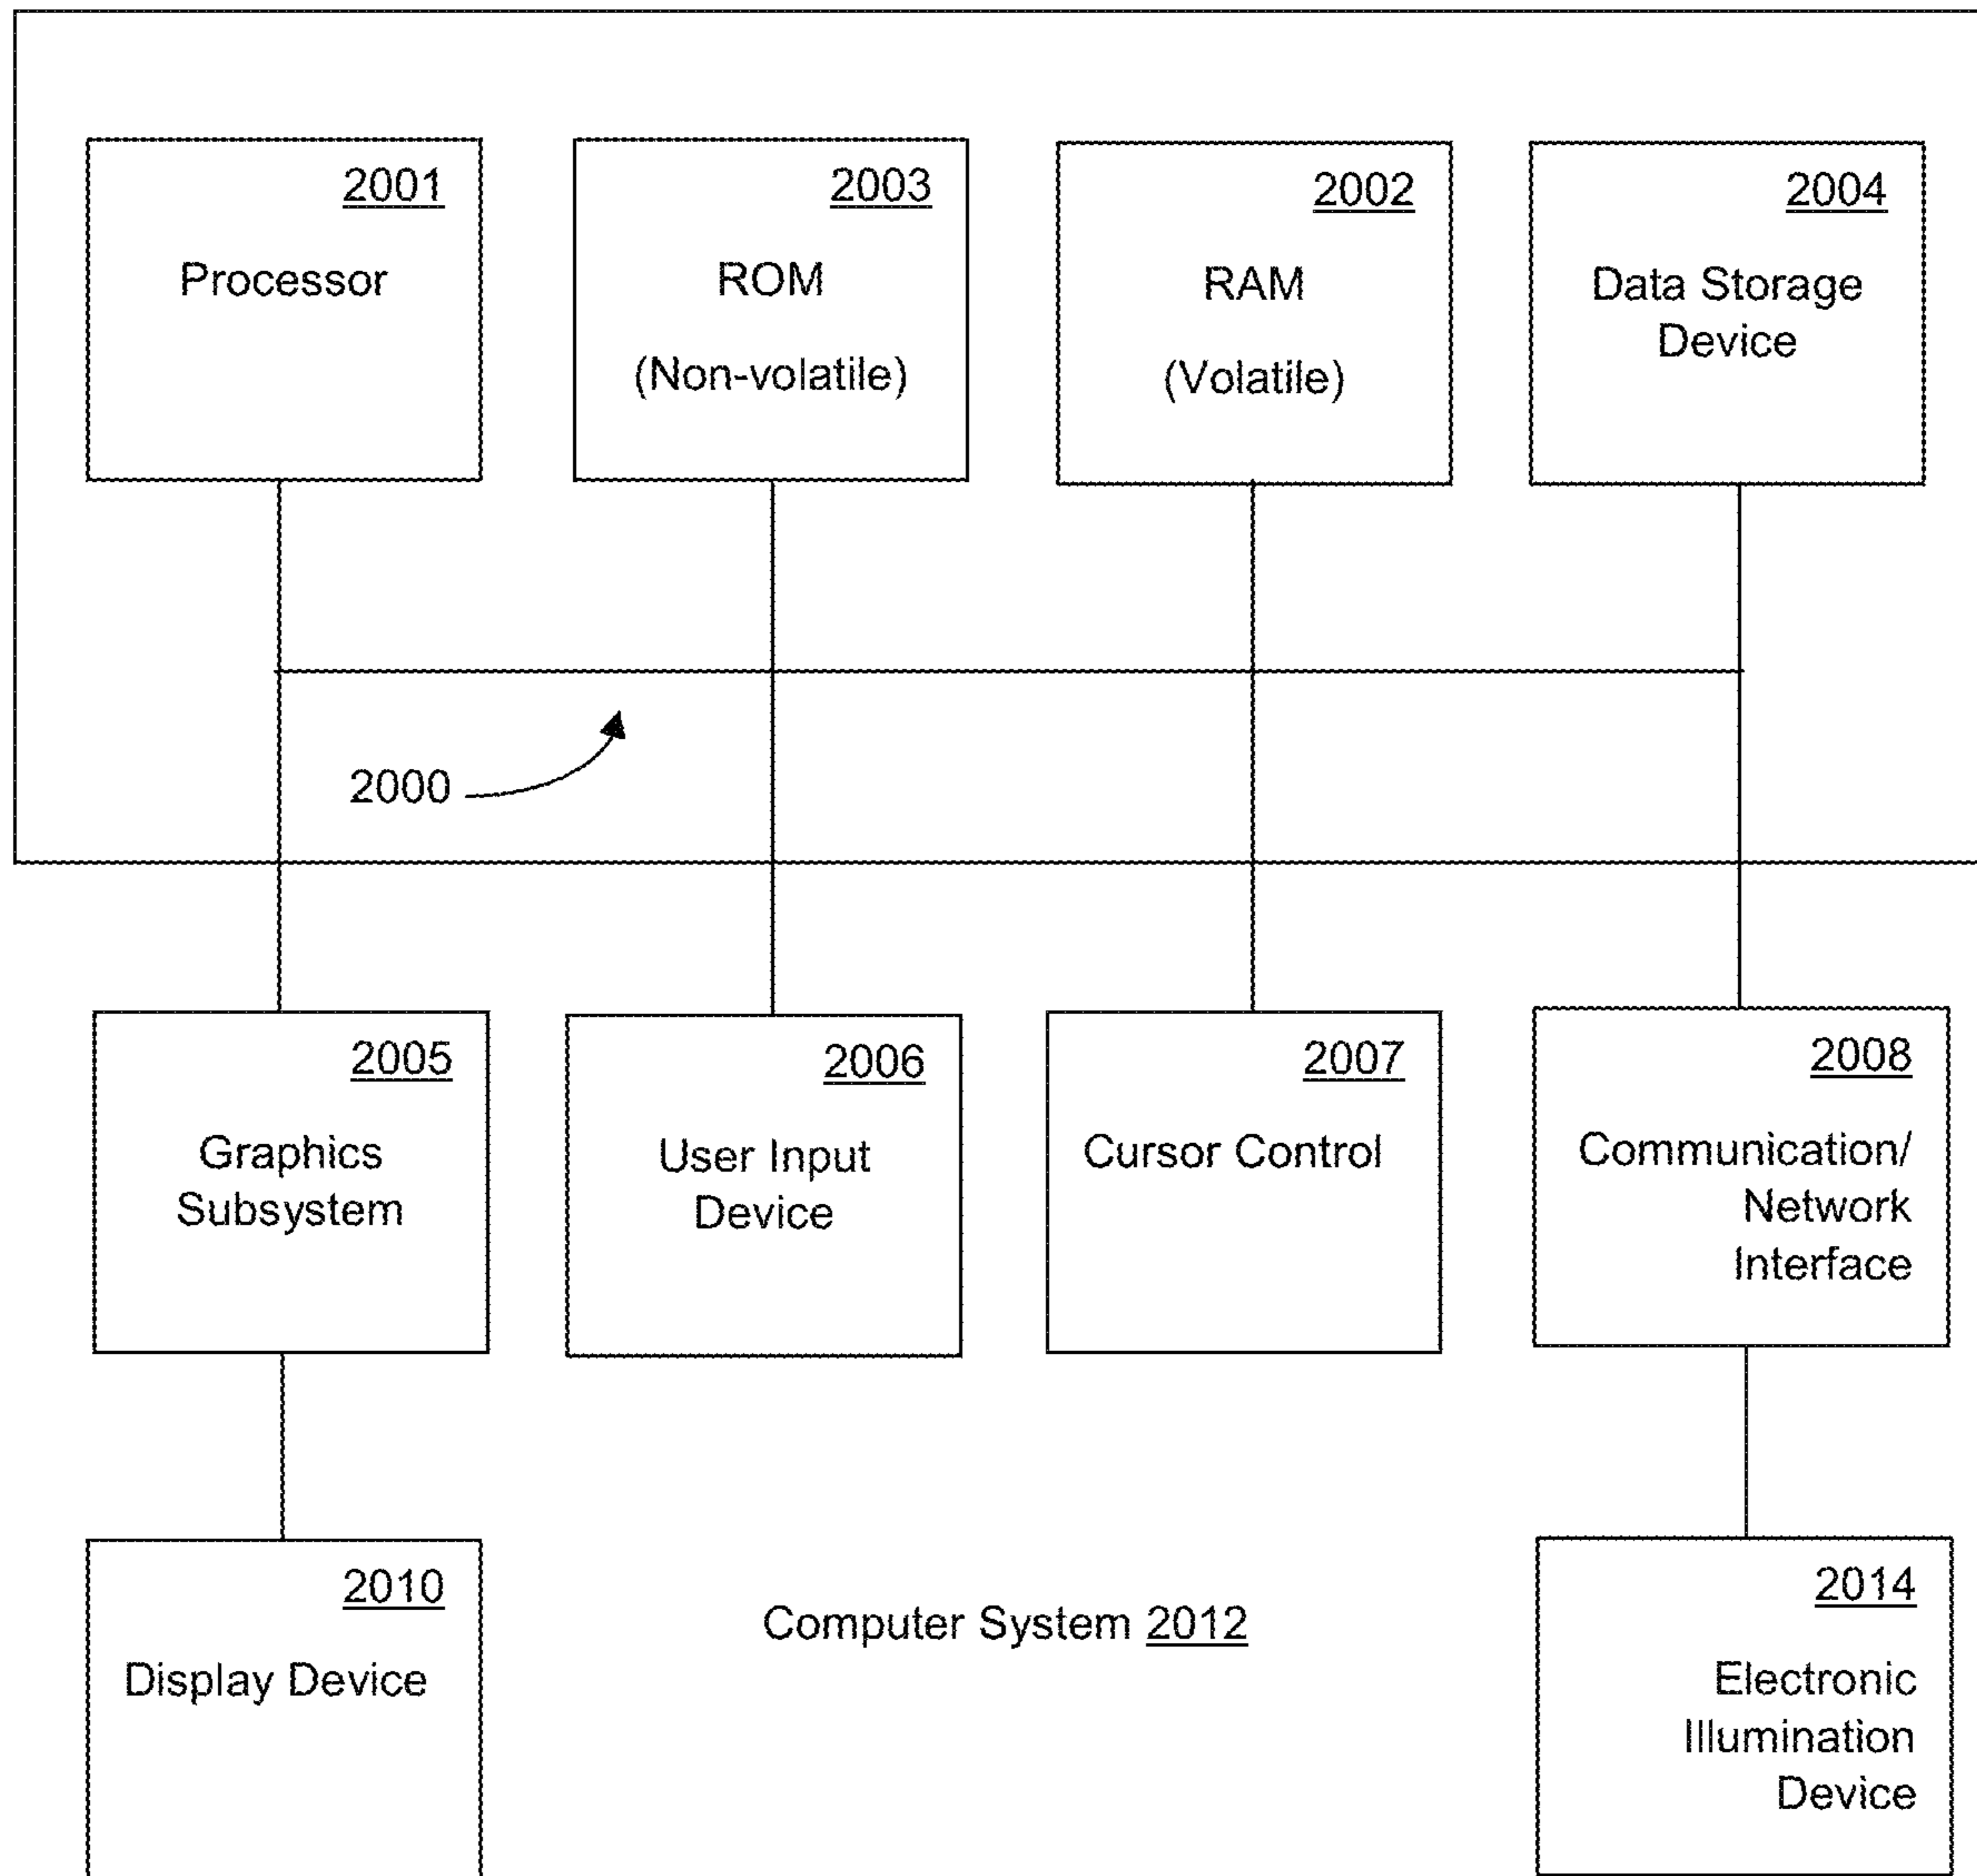 2001
Processor
2003
ROM
(Non-volatile)
2002
RAM
(Volatile)
2004
Data Storage
Device
2000
2005
Graphics
Subsystem
2006
User Input
Device
2007
Cursor Control
2008
Communication/
Network
Interface
2010
Display Device
Computer System 2012
2014
Electronic
Illumination
Device